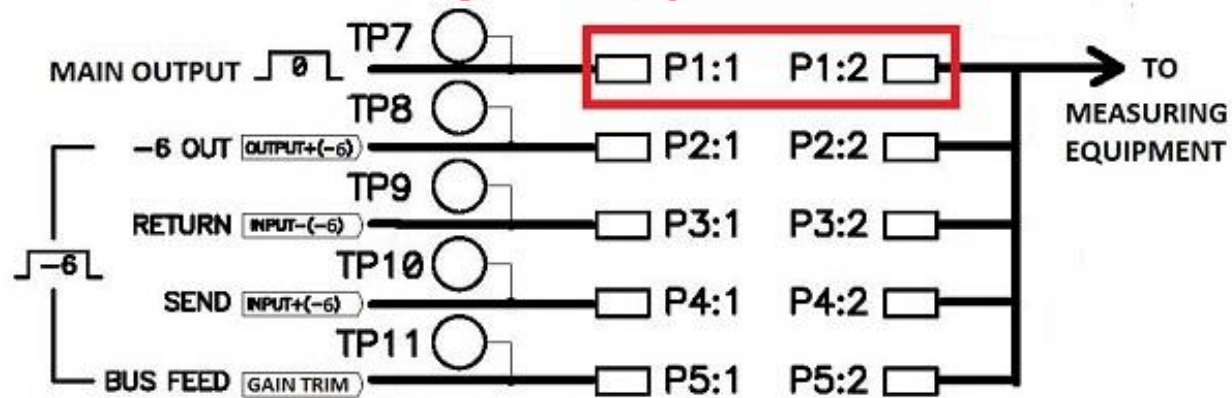 TP7
MAIN OUTPUT 0 P1:1 P1:2 TO
MEASURING
EQUIPMENT
TP8
-6 OUT OUTPUT+(-6) P2:1 P2:2
TP9
RETURN INPUT-(-6) P3:1 P3:2
-6
TP10
SEND INPUT+(-6) P4:1 P4:2
TP11
BUS FEED GAIN TRIM P5:1 P5:2